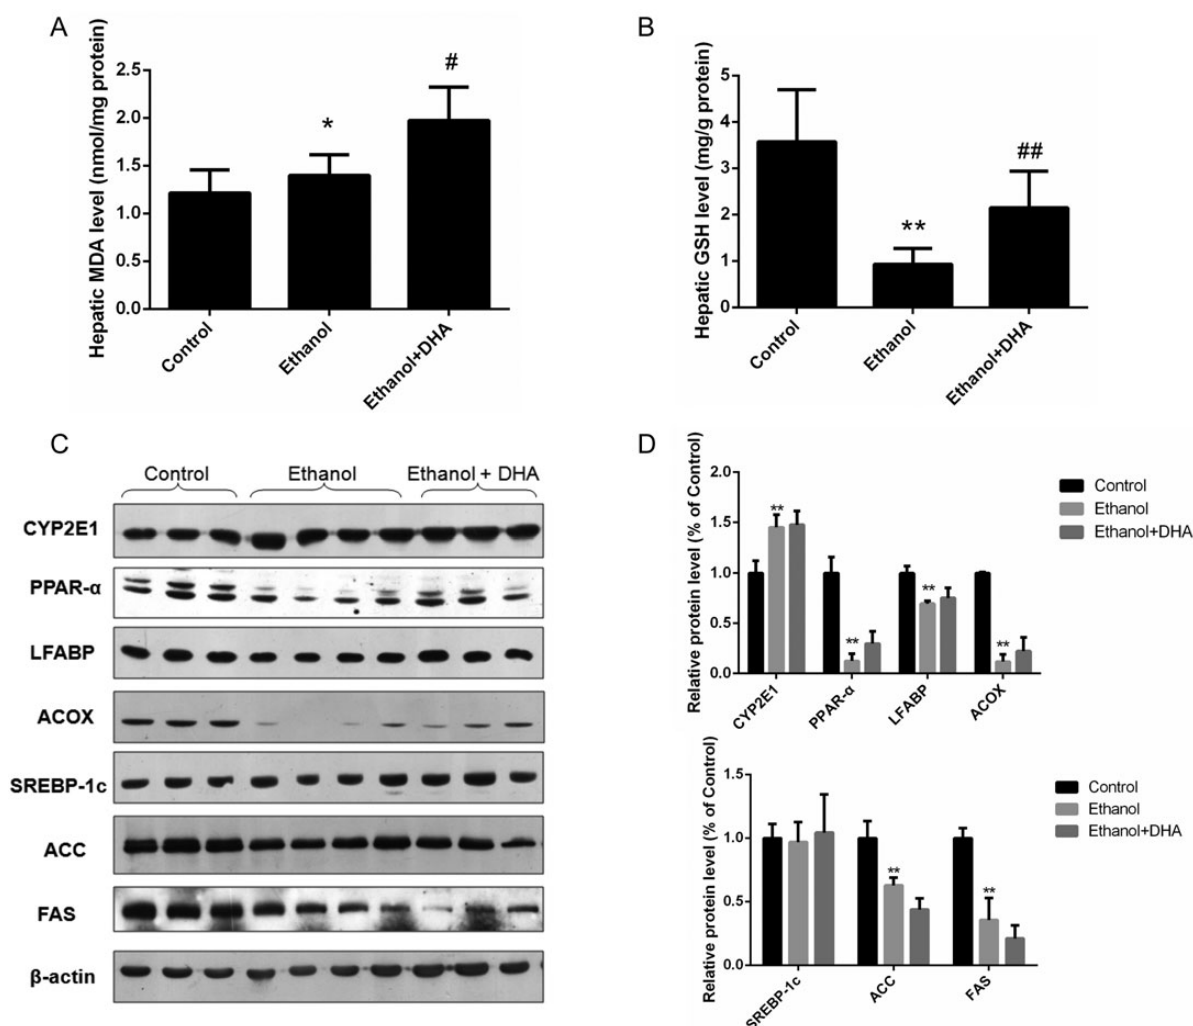 A
Hepatic MDA level (nmol/mg protein)
2.5
2.0
1.5
1.0
0.5
0.0
*
#
Control
Ethanol
Ethanol+DHA
B
Hepatic GSH level (mg/g protein)
5
4
3
2
1
0
**
##
Control
Ethanol
Ethanol+DHA
C
Control Ethanol Ethanol + DHA
CYP2E1
PPAR-α
LFABP
ACOX
SREBP-1c
ACC
FAS
β-actin
D
Relative protein level (% of Control)
2.0
1.5
1.0
0.5
0.0
**
**
**
**
CYP2E1
PPAR-α
LFABP
ACOX
Control
Ethanol
Ethanol+DHA
Relative protein level (% of Control)
1.5
1.0
0.5
0.0
**
**
SREBP-1c
ACC
FAS
Control
Ethanol
Ethanol+DHA